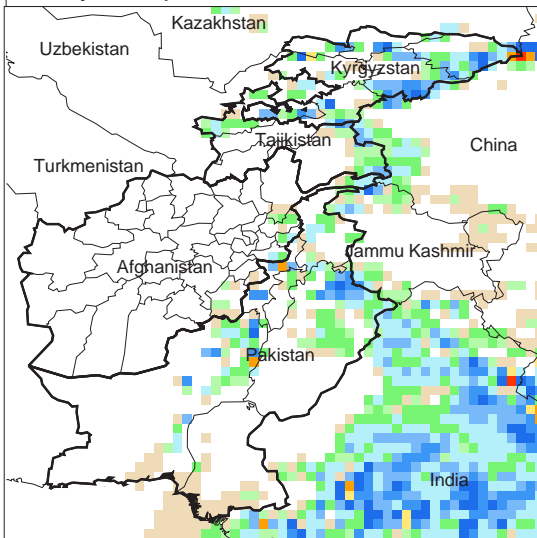 Kazakhstan
Uzbekistan
Kyrgyzstan
Tajikistan
China
Turkmenistan
Jammu Kashmir
Afghanistan
Pakistan
India